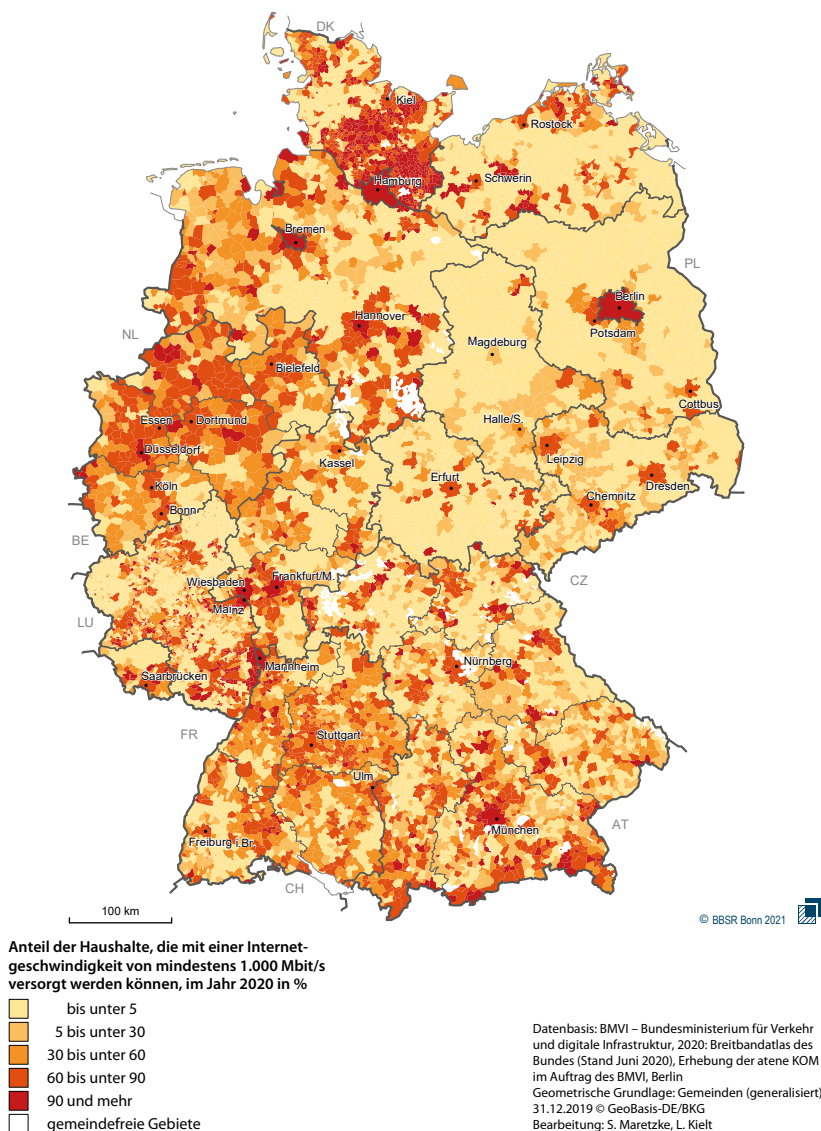 DK
Kiel
Rostock
Hamburg
Schwerin
Bremen
PL
Berlin
Potsdam
Hannover
NL
Magdeburg
Bielefeld
Cottbus
Essen
Dortmund
Halle/S.
Düsseldorf
Leipzig
Kassel
Köln
Erfurt
Dresden
Chemnitz
Bonn
BE
Wiesbaden
Frankfurt/M.
CZ
Mainz
LU
Mannheim
Nürnberg
Saarbrücken
FR
Stuttgart
Ulm
AT
München
Freiburg i.Br.
CH
100 km
© BBSR Bonn 2021
Anteil der Haushalte, die mit einer Internet-
geschwindigkeit von mindestens 1.000 Mbit/s
versorgt werden können, im Jahr 2020 in %
bis unter 5
5 bis unter 30
30 bis unter 60
60 bis unter 90
90 und mehr
gemeindefreie Gebiete
Datenbasis: BMVI – Bundesministerium für Verkehr
und digitale Infrastruktur, 2020: Breitbandatlas des
Bundes (Stand Juni 2020), Erhebung der atene KOM
im Auftrag des BMVI, Berlin
Geometrische Grundlage: Gemeinden (generalisiert)
31.12.2019 © GeoBasis-DE/BKG
Bearbeitung: S. Maretzke, L. Kielt